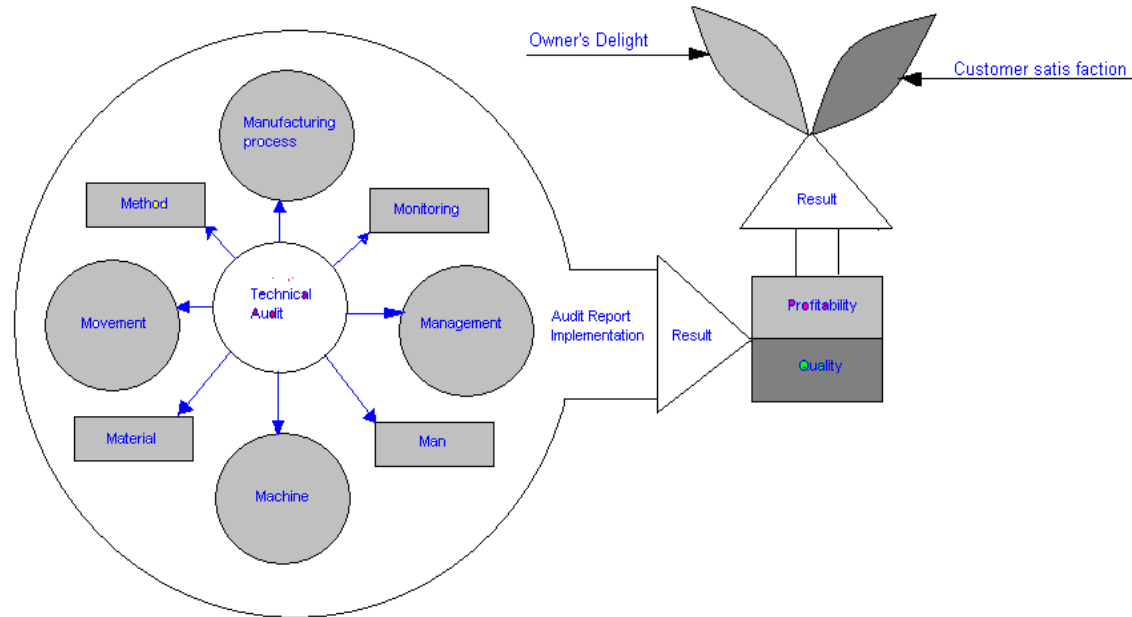 Owner's Delight
Customer satis faction
Manufacturing
process
Method
Monitoring
Result
Technical
Audit
Movement
Management
Audit Report
Implementation
Result
Profitability
Quality
Material
Man
Machine